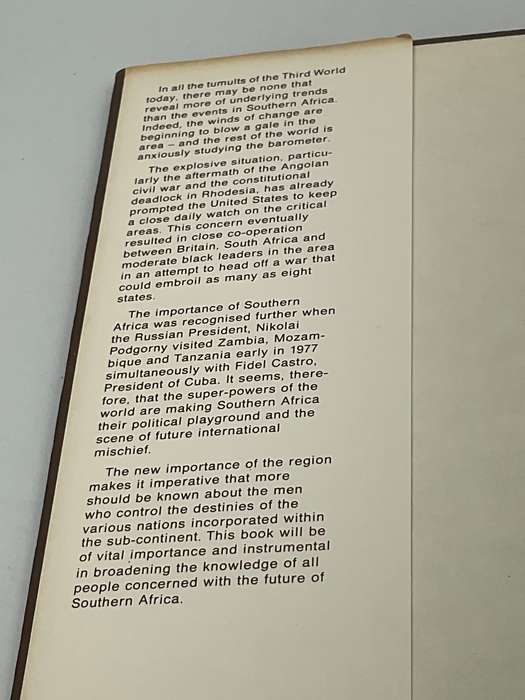 In all the tumults of the Third World
today, there may be none that
reveal more of underlying trends
than the events in Southern Africa.
Indeed, the winds of change are
beginning to blow a gale in the
area – and the rest of the world is
anxiously studying the barometer.
The explosive situation, particu-
larly the aftermath of the Angolan
civil war and the constitutional
deadlock in Rhodesia, has already
prompted the United States to keep
a close daily watch on the critical
areas. This concern eventually
resulted in close co-operation
between Britain, South Africa and
moderate black leaders in the area
in an attempt to head off a war that
could embroil as many as eight
states.
The importance of Southern
Africa was recognised further when
the Russian President, Nikolai
Podgorny visited Zambia, Mozam-
bique and Tanzania early in 1977
simultaneously with Fidel Castro,
President of Cuba. It seems, there-
fore, that the super-powers of the
world are making Southern Africa
their political playground and the
scene of future international
mischief.
The new importance of the region
makes it imperative that more
should be known about the men
who control the destinies of the
various nations incorporated within
the sub-continent. This book will be
of vital importance and instrumental
in broadening the knowledge of all
people concerned with the future of
Southern Africa.